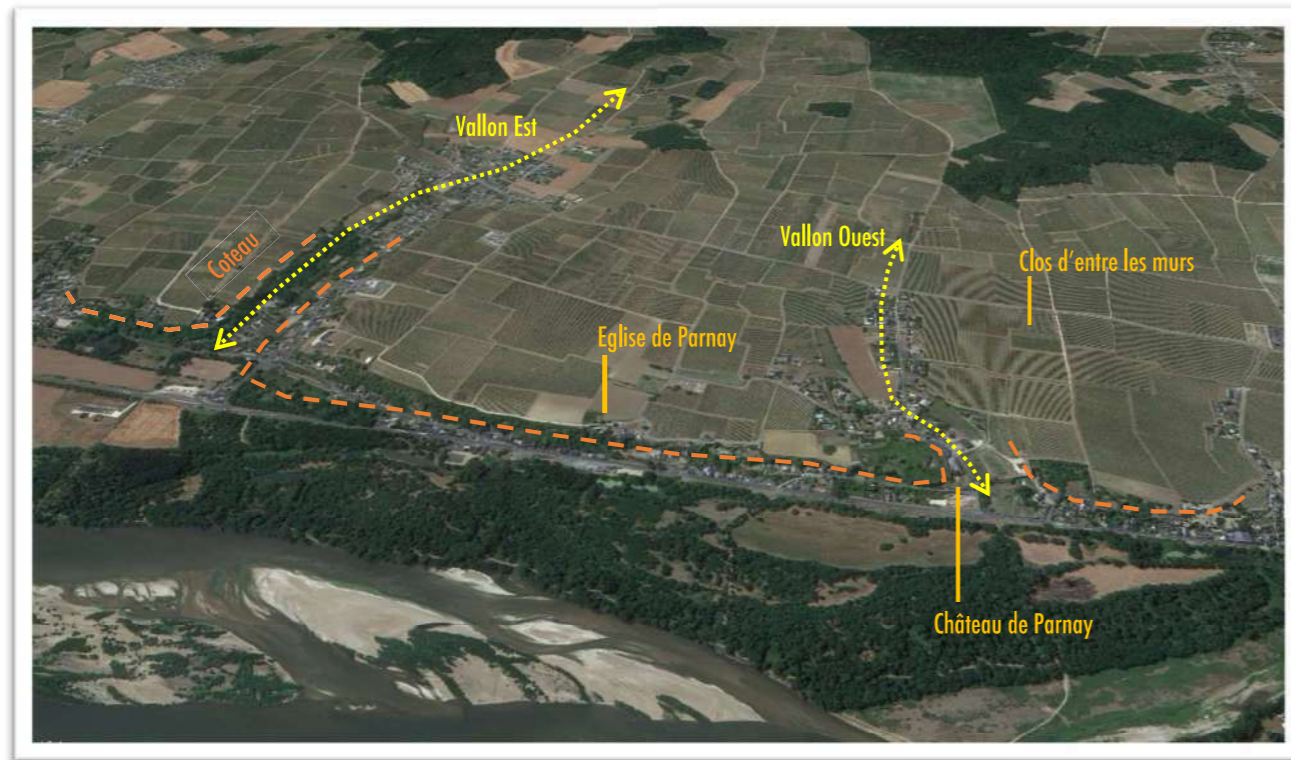 Vallon Est
Coteau
Vallon Ouest
Clos d'entre les murs
Eglise de Parnay
Château de Parnay